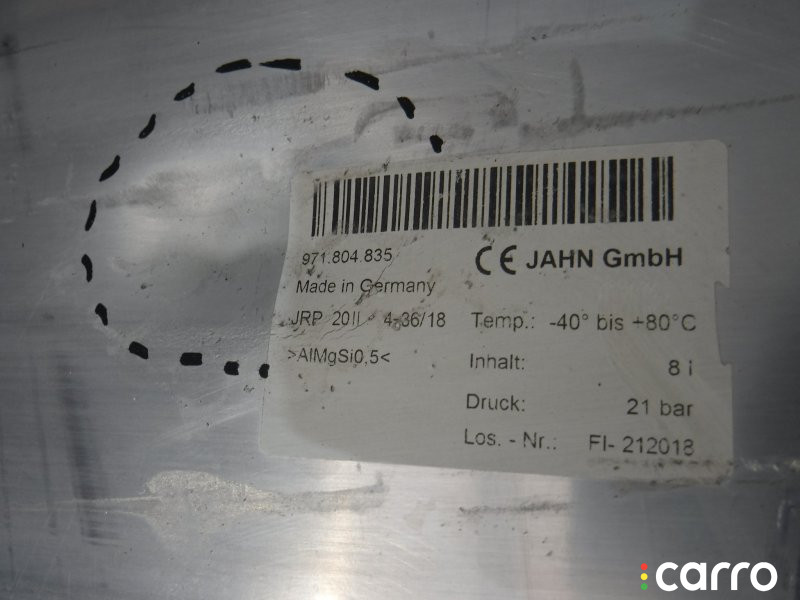 971.804.835
CE JAHN GmbH
Made in Germany
JRP 20II - 4-36/18
Temp.: -40° bis +80°C
>AlMgSi0,5<
Inhalt: 8 l
Druck: 21 bar
Los. - Nr.: FI- 212018
carro